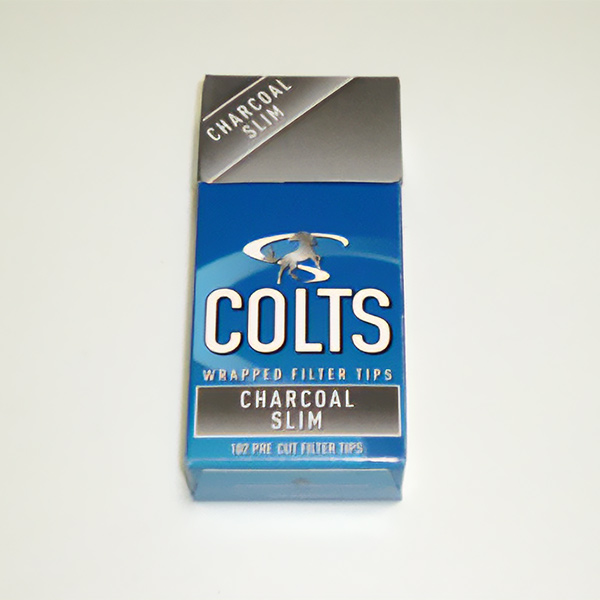 CHARCOAL
SLIM
COLTS
WRAPPED FILTER TIPS
CHARCOAL
SLIM
PRE CUT FILTER TIPS